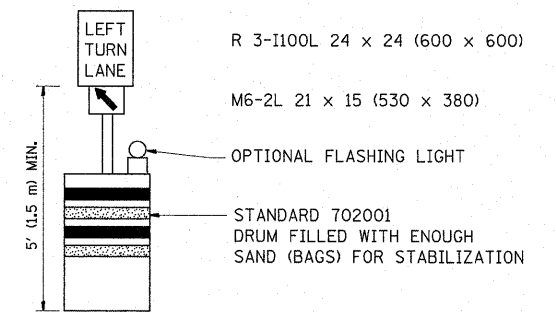 LEFT
TURN
LANE
R 3-I100L 24 x 24 (600 x 600)
M6-2L 21 x 15 (530 x 380)
OPTIONAL FLASHING LIGHT
5' (1.5 m) MIN.
STANDARD 702001
DRUM FILLED WITH ENOUGH
SAND (BAGS) FOR STABILIZATION